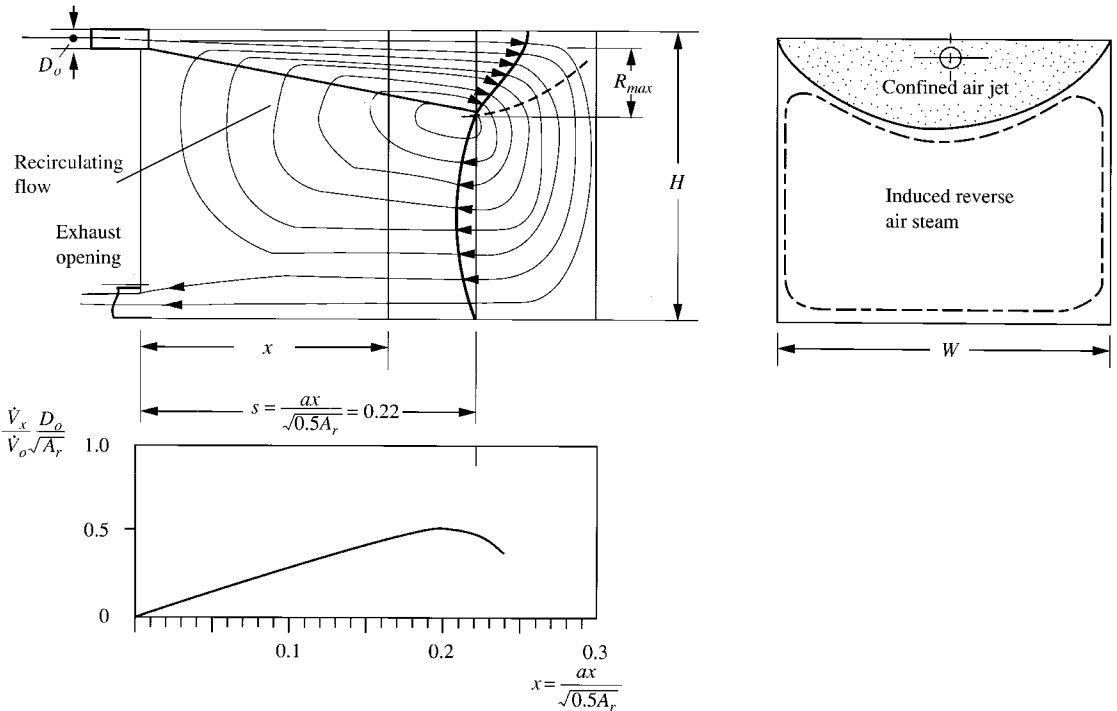 D_o
R_max
Confined air jet
Recirculating
flow
H
Induced reverse
air steam
Exhaust
opening
x
W
s = ax / √0.5A_r = 0.22
V̇_x / V̇_o D_o / √A_r
1.0
0.5
0
0.1
0.2
0.3
x = ax / √0.5A_r